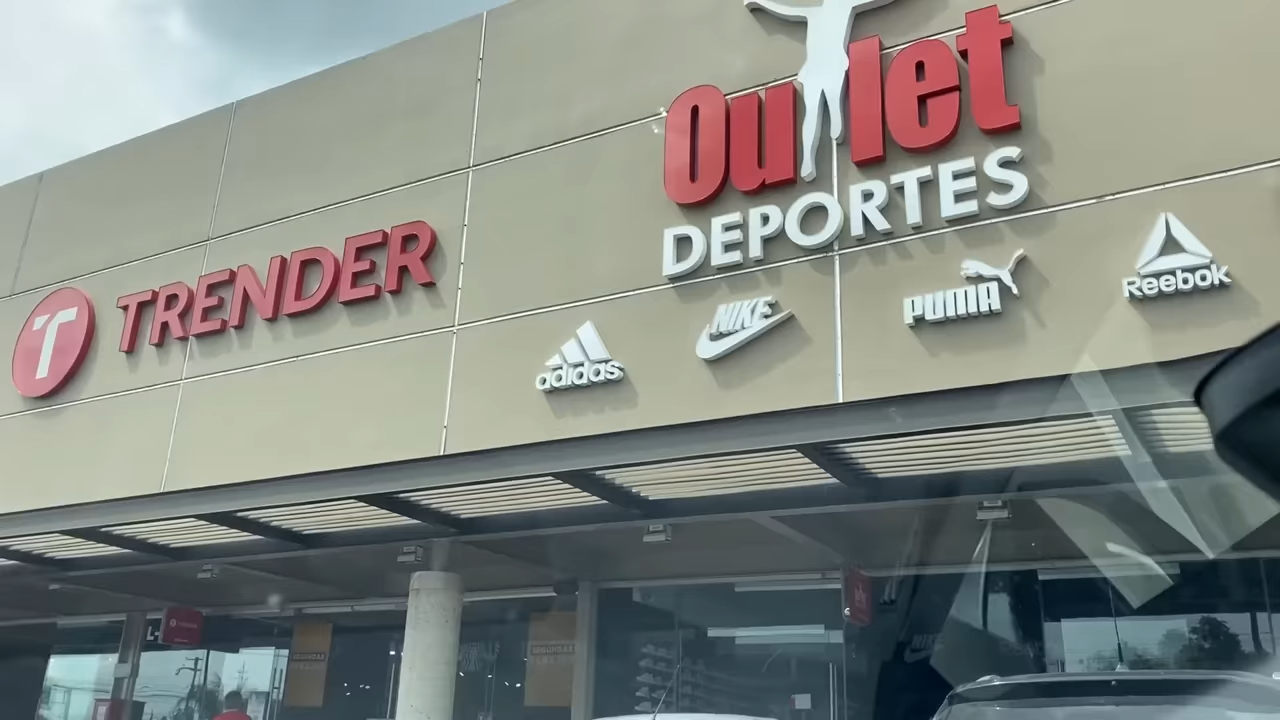 Outlet
DEPORTES
T TRENDER
adidas
NIKE
PUMA
Reebok